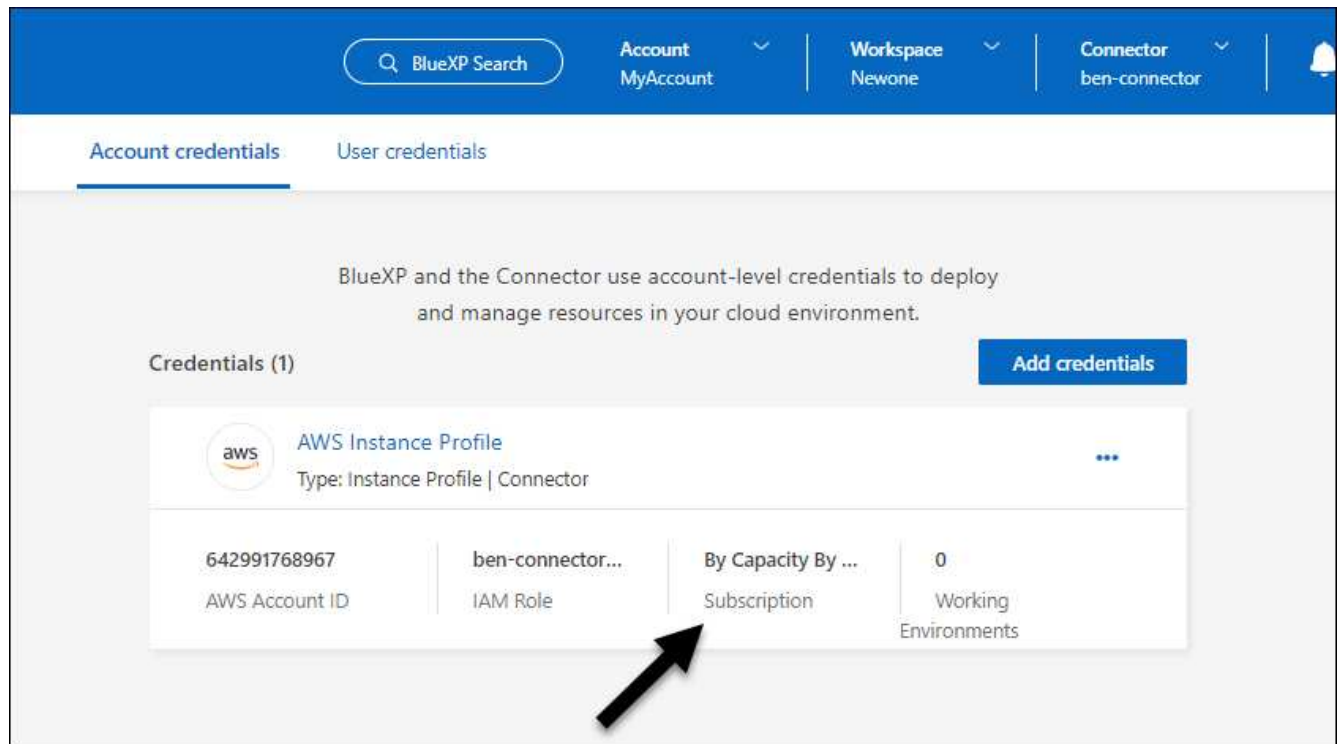 BlueXP Search
Account
MyAccount
Workspace
Newone
Connector
ben-connector
Account credentials
User credentials
BlueXP and the Connector use account-level credentials to deploy
and manage resources in your cloud environment.
Credentials (1)
Add credentials
aws
AWS Instance Profile
Type: Instance Profile | Connector
642991768967
AWS Account ID
ben-connector...
IAM Role
By Capacity By ...
Subscription
0
Working
Environments